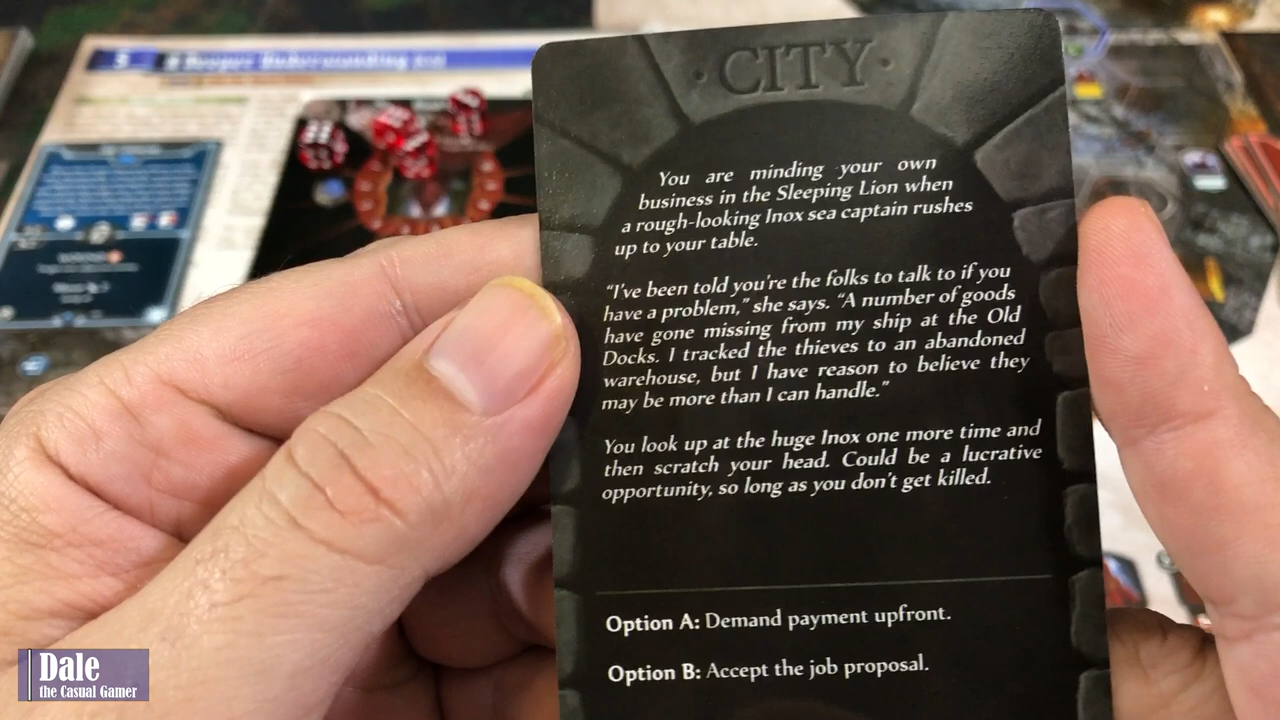 5 A Deeper Understanding
· CITY ·
You are minding your own
business in the Sleeping Lion when
a rough-looking Inox sea captain rushes
up to your table.
“I’ve been told you’re the folks to talk to if you
have a problem,” she says. “A number of goods
have gone missing from my ship at the Old
Docks. I tracked the thieves to an abandoned
warehouse, but I have reason to believe they
may be more than I can handle.”
You look up at the huge Inox one more time and
then scratch your head. Could be a lucrative
opportunity, so long as you don’t get killed.
Option A: Demand payment upfront.
Option B: Accept the job proposal.
Dale
the Casual Gamer